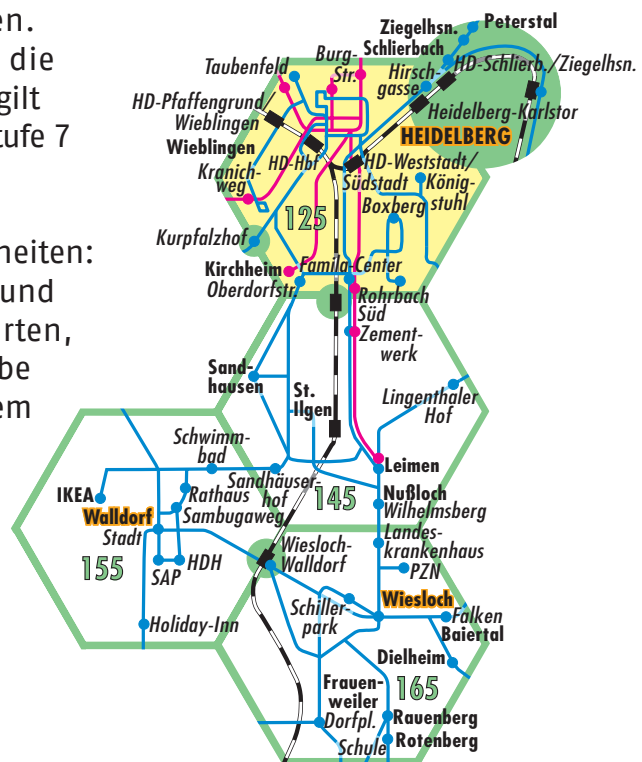 en.
die
gilt
tufe 7
heiten:
und
rten,
be
em
Ziegelhsn.
Peterstal
Schlierbach
Burg-
Str.
Taubenfeld
Hirsch-
gasse
HD-Schlierb./Ziegelhsn.
HD-Pfaffengrund/
Wieblingen
Heidelberg-Karlstor
HEIDELBERG
Wieblingen
HD-Hbf
HD-Weststadt/
Südstadt
Kranich-
weg
König-
stuhl
Boxberg
125
Kurpfalzhof
Kirchheim
Oberdorfstr.
Famila-Center
Rohrbach
Süd
Zement-
werk
Sand-
hausen
St.
Ilgen
Lingenthaler
Hof
Schwimm-
bad
Leimen
IKEA
Rathaus
Sandhäuser-
hof
145
Nußloch
Wilhelmsberg
Walldorf
Stadt
Sambugaweg
Landes-
krankenhaus
155
SAP
HDH
Wiesloch-
Walldorf
PZN
Schiller-
park
Wiesloch
Falken
Baiertal
Holiday-Inn
Dielheim
Frauen-
weiler
Dorfpl.
165
Rauenberg
Schule
Rotenberg